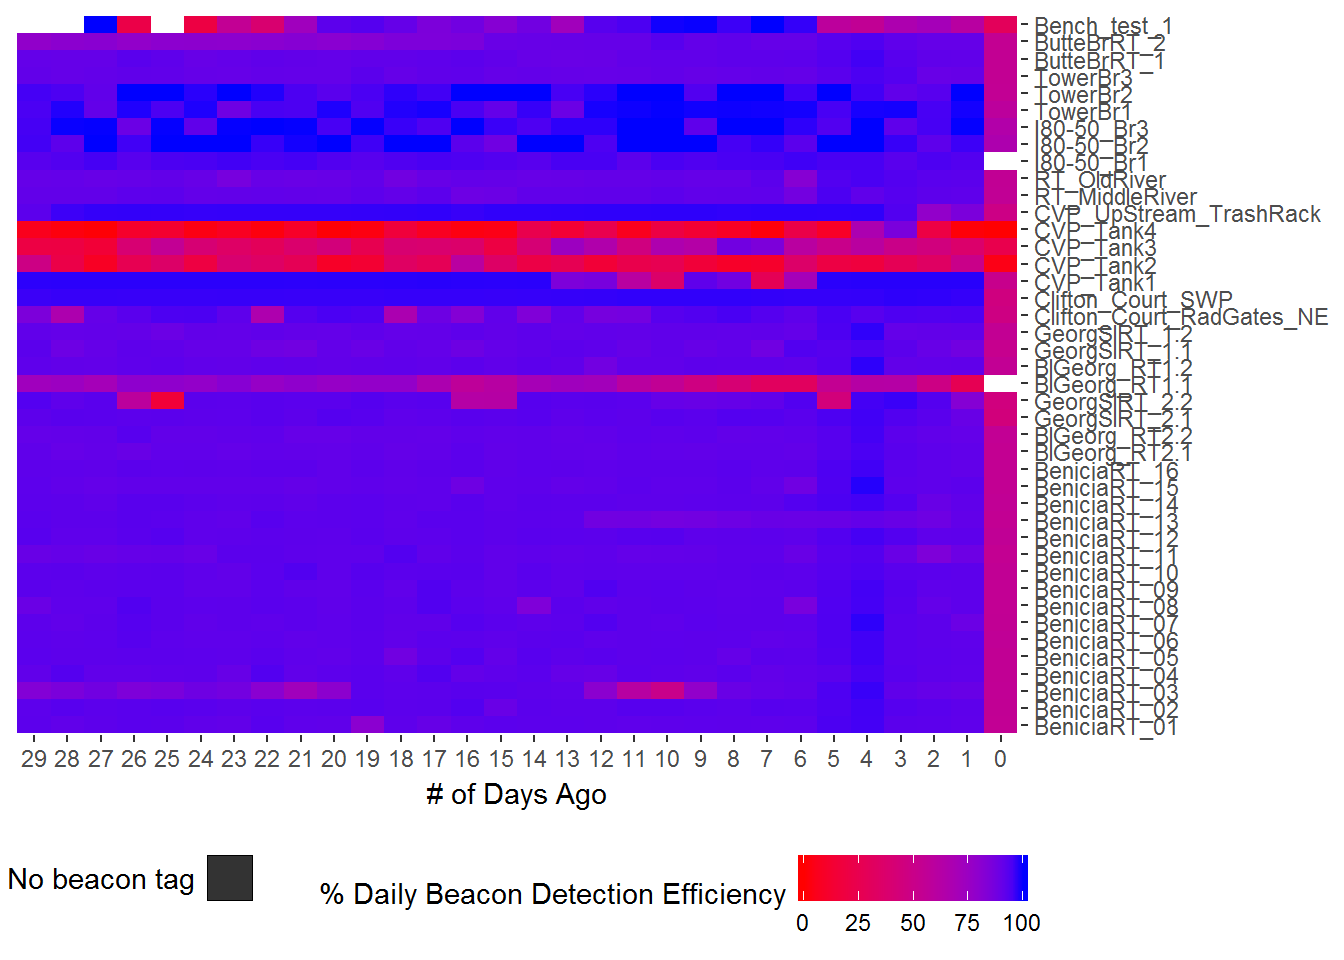 Bench_test_1
ButteBrRT_2
ButteBrRT_1
TowerBr3
TowerBr2
TowerBr1
I80-50_Br3
I80-50_Br2
I80-50_Br1
RT_OldRiver
RT_MiddleRiver
CVP_UpStream_TrashRack
CVP_Tank4
CVP_Tank3
CVP_Tank2
CVP_Tank1
Clifton_Court_SWP
Clifton_Court_RadGates_NE
GeorgSlRT_1.2
GeorgSlRT_1.1
BlGeorg_RT1.2
BlGeorg_RT1.1
GeorgSlRT_2.2
GeorgSlRT_2.1
BlGeorg_RT2.2
BlGeorg_RT2.1
BeniciaRT_16
BeniciaRT_15
BeniciaRT_14
BeniciaRT_13
BeniciaRT_12
BeniciaRT_11
BeniciaRT_10
BeniciaRT_09
BeniciaRT_08
BeniciaRT_07
BeniciaRT_06
BeniciaRT_05
BeniciaRT_04
BeniciaRT_03
BeniciaRT_02
BeniciaRT_01
29 28 27 26 25 24 23 22 21 20 19 18 17 16 15 14 13 12 11 10 9 8 7 6 5 4 3 2 1 0
# of Days Ago
No beacon tag
% Daily Beacon Detection Efficiency
0 25 50 75 100